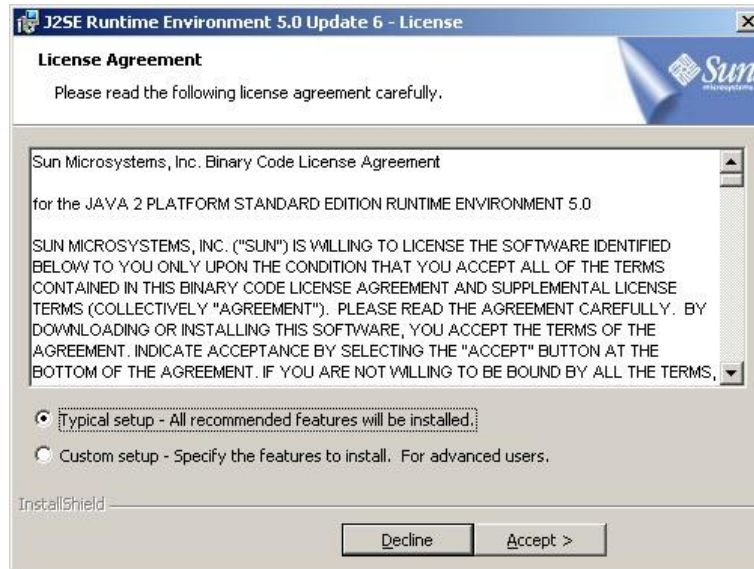 J2SE Runtime Environment 5.0 Update 6 - License
License Agreement
Please read the following license agreement carefully.
Sun
microsystems
Sun Microsystems, Inc. Binary Code License Agreement
for the JAVA 2 PLATFORM STANDARD EDITION RUNTIME ENVIRONMENT 5.0
SUN MICROSYSTEMS, INC. ("SUN") IS WILLING TO LICENSE THE SOFTWARE IDENTIFIED
BELOW TO YOU ONLY UPON THE CONDITION THAT YOU ACCEPT ALL OF THE TERMS
CONTAINED IN THIS BINARY CODE LICENSE AGREEMENT AND SUPPLEMENTAL LICENSE
TERMS (COLLECTIVELY "AGREEMENT"). PLEASE READ THE AGREEMENT CAREFULLY. BY
DOWNLOADING OR INSTALLING THIS SOFTWARE, YOU ACCEPT THE TERMS OF THE
AGREEMENT. INDICATE ACCEPTANCE BY SELECTING THE "ACCEPT" BUTTON AT THE
BOTTOM OF THE AGREEMENT. IF YOU ARE NOT WILLING TO BE BOUND BY ALL THE TERMS,
Typical setup - All recommended features will be installed.
Custom setup - Specify the features to install. For advanced users.
InstallShield
Decline
Accept >